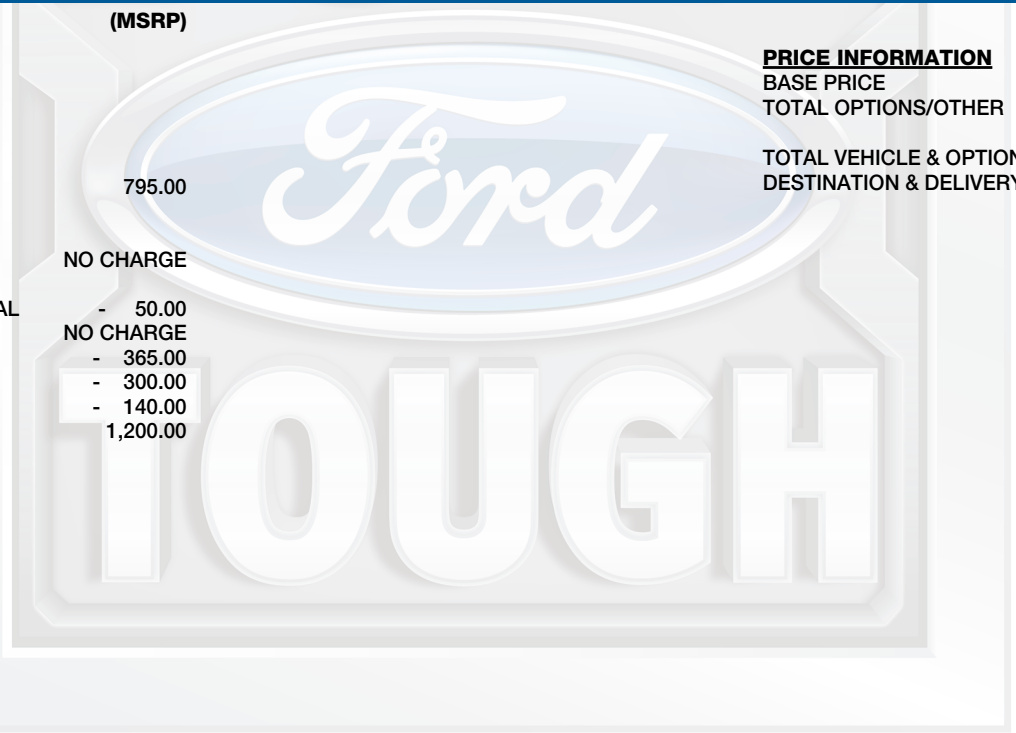 (MSRP)
795.00
NO CHARGE
AL - 50.00
NO CHARGE
- 365.00
- 300.00
- 140.00
1,200.00
PRICE INFORMATION
BASE PRICE
TOTAL OPTIONS/OTHER
TOTAL VEHICLE & OPTION
DESTINATION & DELIVERY
Ford
TOUGH